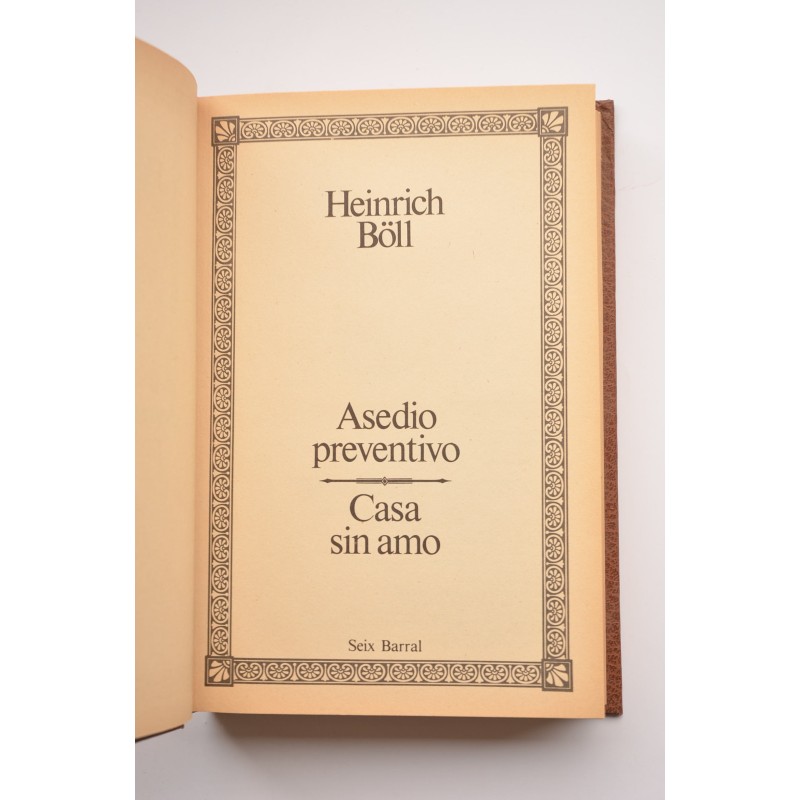 Heinrich
Böll
Asedio
preventivo
Casa
sin amo
Seix Barral